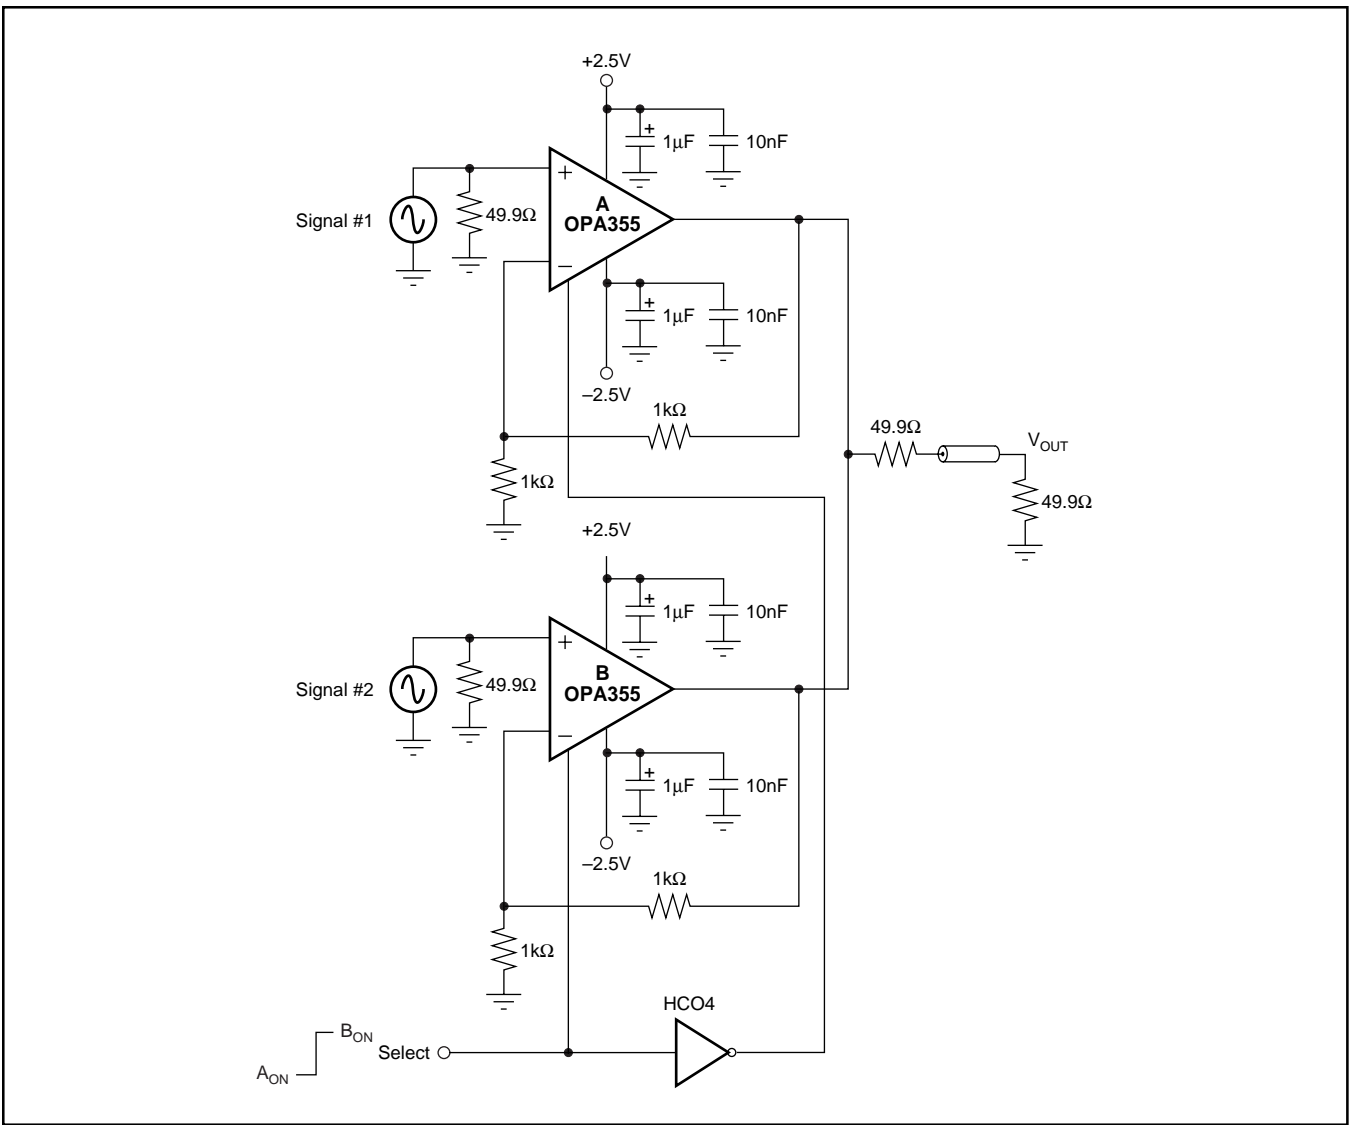 +2.5V
+
1µF
10nF
+
Signal #1
49.9Ω
A
OPA355
–
+
1µF
10nF
–2.5V
1kΩ
49.9Ω
VOUT
1kΩ
49.9Ω
+2.5V
+
1µF
10nF
+
Signal #2
49.9Ω
B
OPA355
–
+
1µF
10nF
–2.5V
1kΩ
1kΩ
HCO4
BON
Select
AON